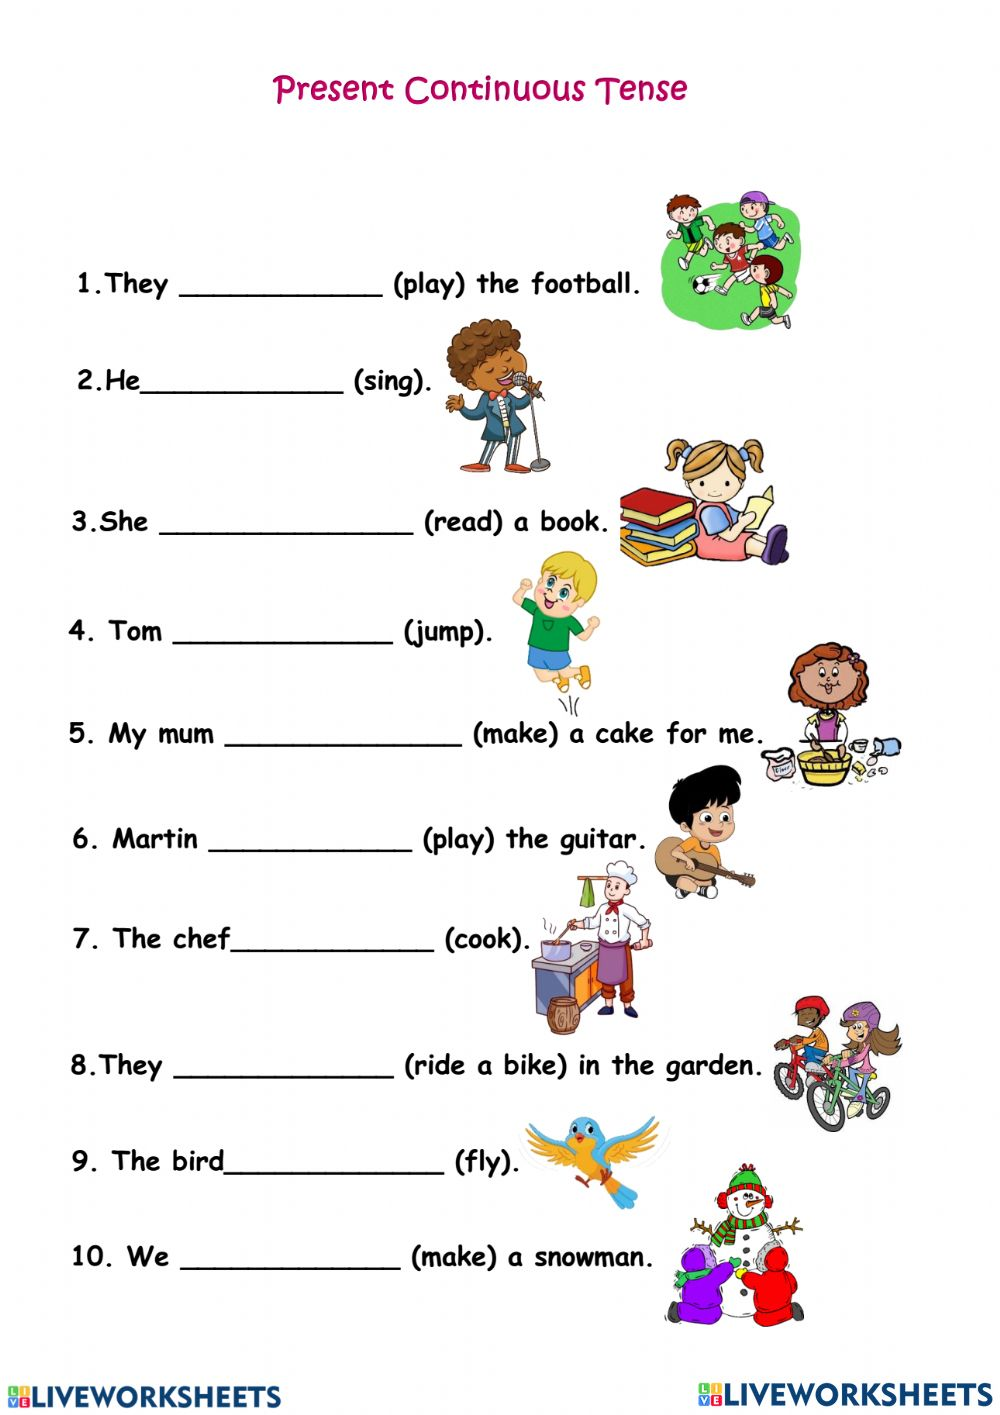 Present Continuous Tense
1.They ____________ (play) the football.
2.He____________ (sing).
3.She _______________ (read) a book.
4. Tom _____________ (jump).
5. My mum ______________ (make) a cake for me.
6. Martin ____________ (play) the guitar.
7. The chef____________ (cook).
8.They _____________ (ride a bike) in the garden.
9. The bird_____________ (fly).
10. We _____________ (make) a snowman.
LIVE LIVEWORKSHEETS
LIVE LIVEWORKSHEETS